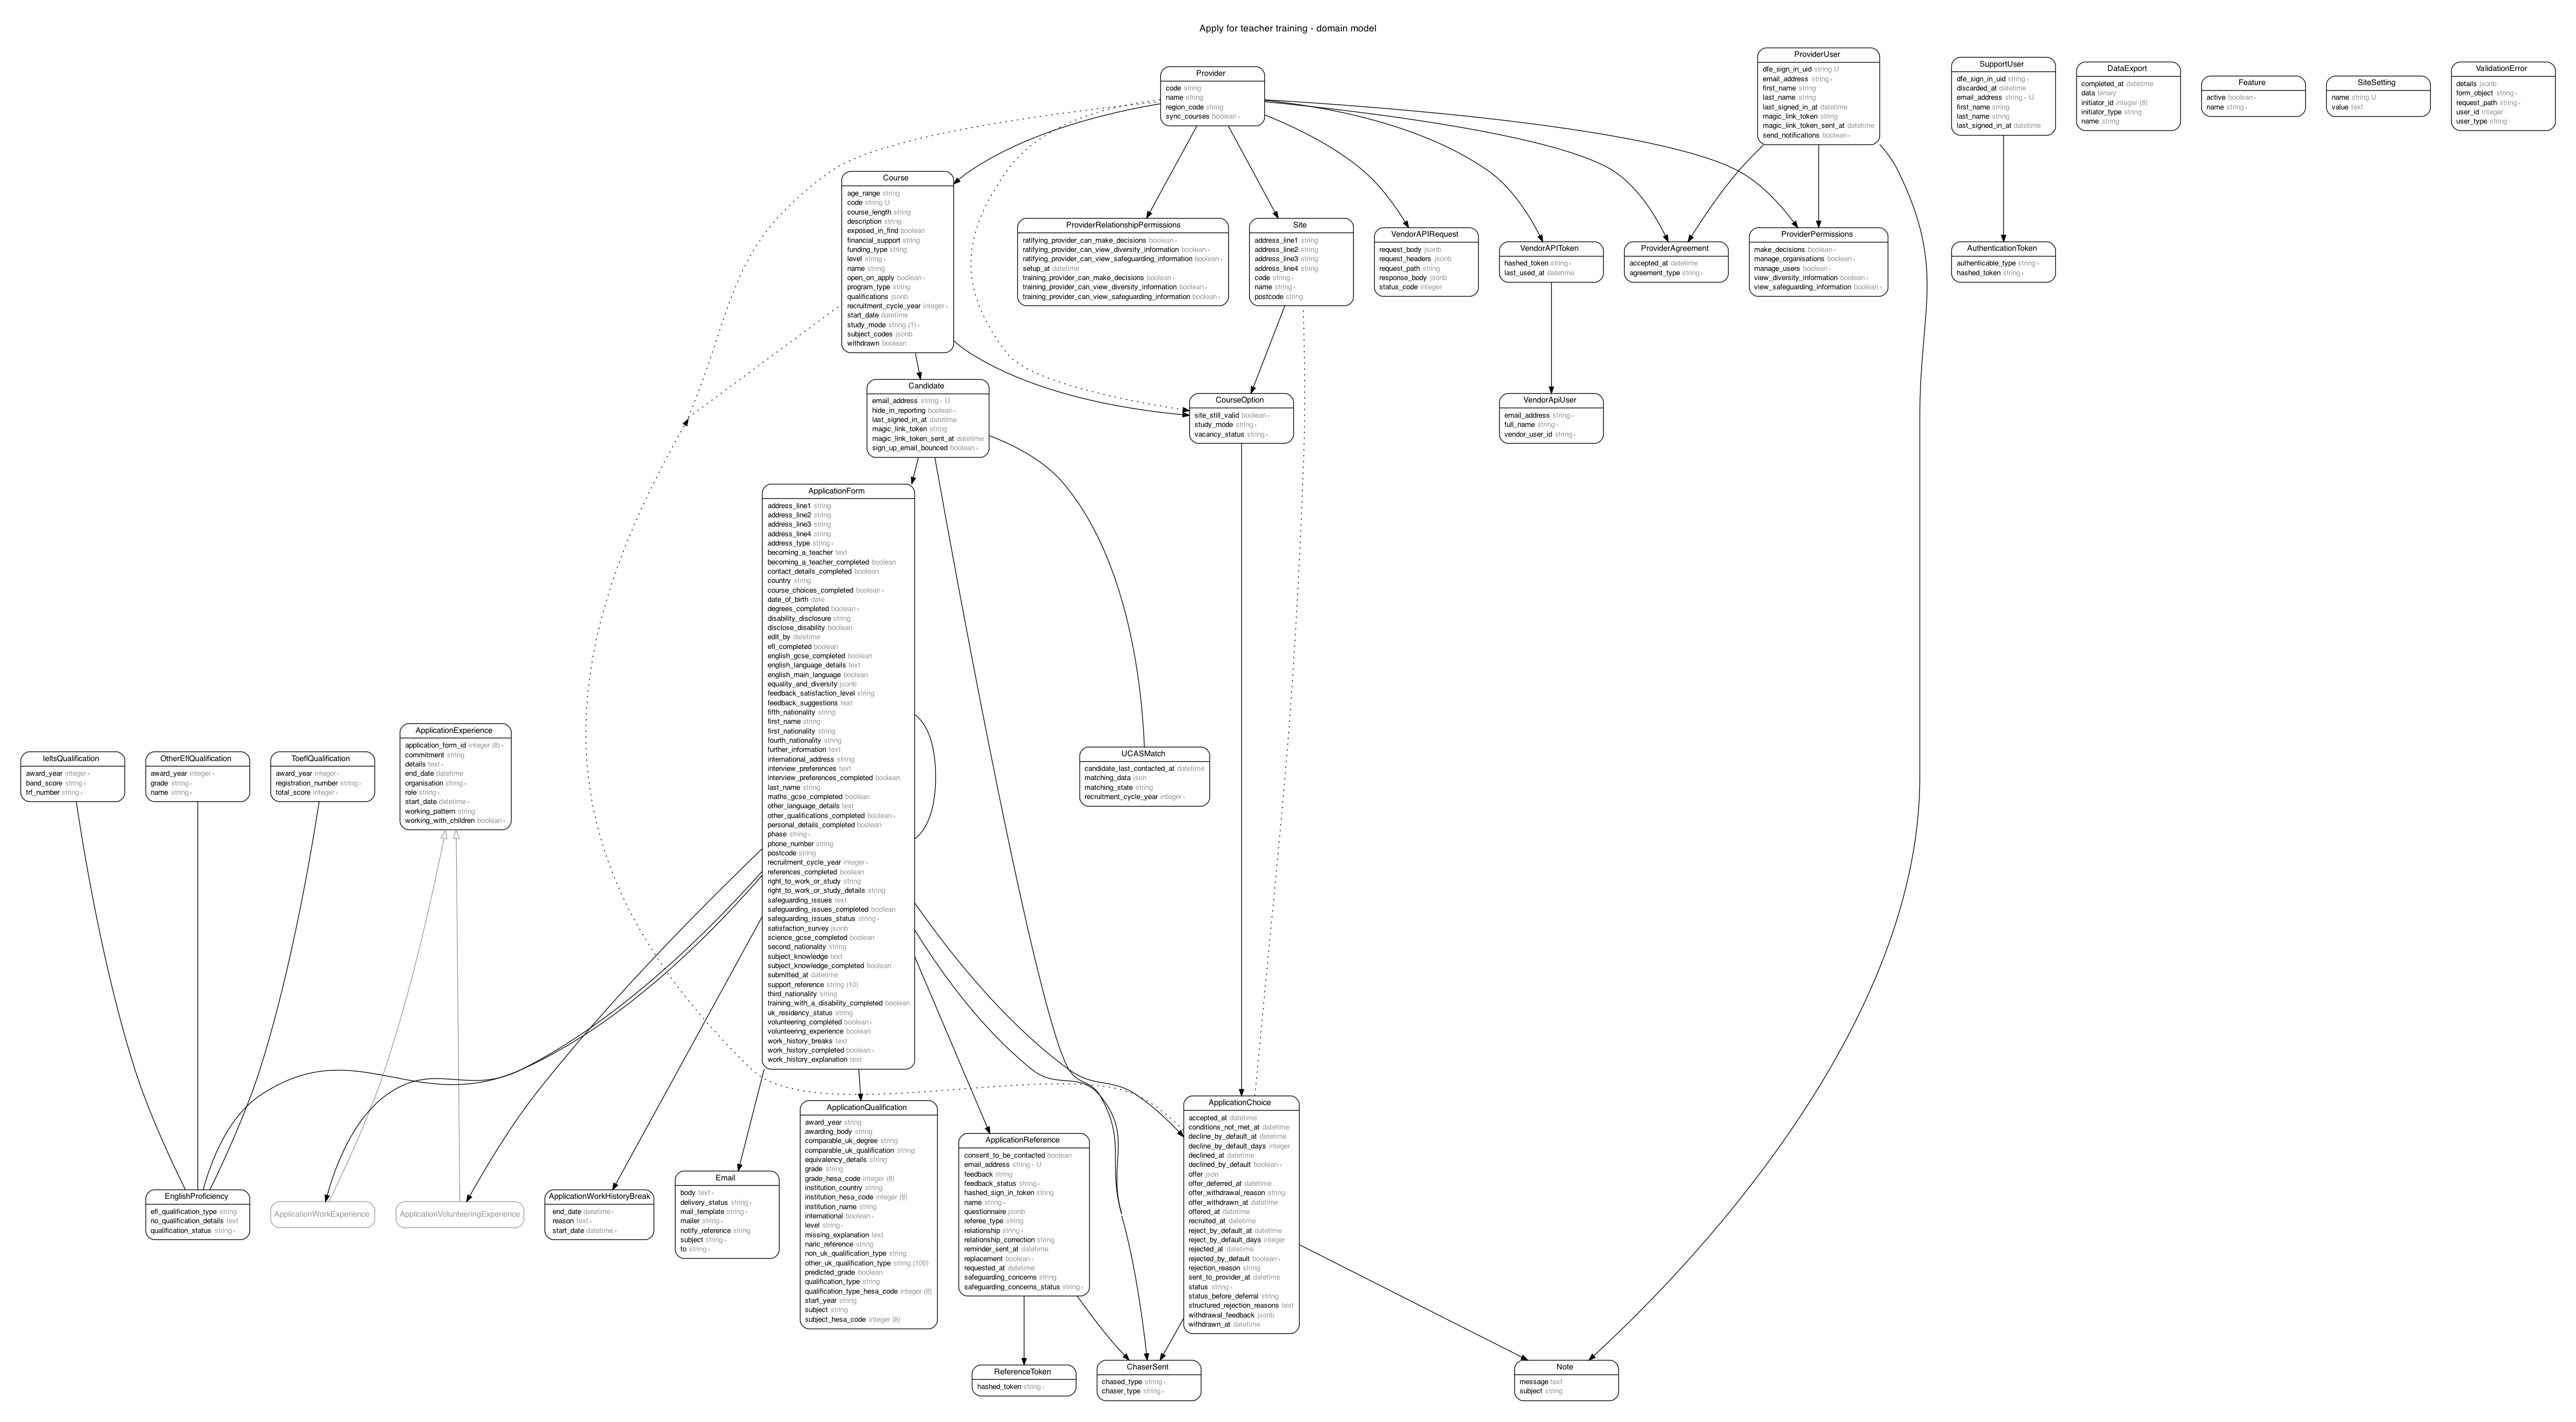 Apply for teacher training - domain model
Provider
code string
name string
region_code string
sync_courses boolean ∗
ProviderUser
dfe_sign_in_uid string U
email_address string ∗
first_name string
last_name string
last_signed_in_at datetime
magic_link_token string
magic_link_token_sent_at datetime
send_notifications boolean ∗
SupportUser
dfe_sign_in_uid string ∗
discarded_at datetime
email_address string ∗ U
first_name string
last_name string
last_signed_in_at datetime
DataExport
completed_at datetime
data binary
initiator_id integer (8)
initiator_type string
name string
Feature
active boolean ∗
name string ∗
SiteSetting
name string U
value text
ValidationError
details jsonb
form_object string ∗
request_path string ∗
user_id integer
user_type string
Course
age_range string
code string U
course_length string
description string
exposed_in_find boolean
financial_support string
funding_type string
level string ∗
name string
open_on_apply boolean ∗
program_type string
qualifications jsonb
recruitment_cycle_year integer ∗
start_date datetime
study_mode string (1) ∗
subject_codes jsonb
withdrawn boolean
ProviderRelationshipPermissions
ratifying_provider_can_make_decisions boolean ∗
ratifying_provider_can_view_diversity_information boolean ∗
ratifying_provider_can_view_safeguarding_information boolean ∗
setup_at datetime
training_provider_can_make_decisions boolean ∗
training_provider_can_view_diversity_information boolean ∗
training_provider_can_view_safeguarding_information boolean ∗
Site
address_line1 string
address_line2 string
address_line3 string
address_line4 string
code string ∗
name string ∗
postcode string
VendorAPIRequest
request_body jsonb
request_headers jsonb
request_path string
response_body jsonb
status_code integer
VendorAPIToken
hashed_token string ∗
last_used_at datetime
ProviderAgreement
accepted_at datetime
agreement_type string ∗
ProviderPermissions
make_decisions boolean ∗
manage_organisations boolean ∗
manage_users boolean ∗
view_diversity_information boolean ∗
view_safeguarding_information boolean ∗
AuthenticationToken
authenticable_type string ∗
hashed_token string ∗
Candidate
email_address string ∗ U
hide_in_reporting boolean ∗
last_signed_in_at datetime
magic_link_token string
magic_link_token_sent_at datetime
sign_up_email_bounced boolean ∗
CourseOption
site_still_valid boolean ∗
study_mode string ∗
vacancy_status string ∗
VendorApiUser
email_address string ∗
full_name string ∗
vendor_user_id string ∗
ApplicationForm
address_line1 string
address_line2 string
address_line3 string
address_line4 string
address_type string ∗
becoming_a_teacher text
becoming_a_teacher_completed boolean
contact_details_completed boolean
country string
course_choices_completed boolean ∗
date_of_birth date
degrees_completed boolean ∗
disability_disclosure string
disclose_disability boolean
edit_by datetime
efl_completed boolean
english_gcse_completed boolean
english_language_details text
english_main_language boolean
equality_and_diversity jsonb
feedback_satisfaction_level string
feedback_suggestions text
fifth_nationality string
first_name string
first_nationality string
fourth_nationality string
further_information text
international_address string
interview_preferences text
interview_preferences_completed boolean
last_name string
maths_gcse_completed boolean
other_language_details text
other_qualifications_completed boolean ∗
personal_details_completed boolean
phase string ∗
phone_number string
postcode string
recruitment_cycle_year integer ∗
references_completed boolean
right_to_work_or_study string
right_to_work_or_study_details string
safeguarding_issues text
safeguarding_issues_completed boolean
safeguarding_issues_status string ∗
satisfaction_survey jsonb
science_gcse_completed boolean
second_nationality string
subject_knowledge text
subject_knowledge_completed boolean
submitted_at datetime
support_reference string (10)
third_nationality string
training_with_a_disability_completed boolean
uk_residency_status string
volunteering_completed boolean ∗
volunteering_experience boolean
work_history_breaks text
work_history_completed boolean ∗
work_history_explanation text
IeltsQualification
award_year integer ∗
band_score string ∗
trf_number string ∗
OtherEflQualification
award_year integer ∗
grade string ∗
name string ∗
ToeflQualification
award_year integer ∗
registration_number string ∗
total_score integer ∗
ApplicationExperience
application_form_id integer (8) ∗
commitment string
details text ∗
end_date datetime
organisation string ∗
role string ∗
start_date datetime ∗
working_pattern string
working_with_children boolean ∗
UCASMatch
candidate_last_contacted_at datetime
matching_data json
matching_state string
recruitment_cycle_year integer ∗
EnglishProficiency
efl_qualification_type string
no_qualification_details text
qualification_status string ∗
ApplicationWorkExperience
ApplicationVolunteeringExperience
ApplicationWorkHistoryBreak
end_date datetime ∗
reason text ∗
start_date datetime ∗
Email
body text ∗
delivery_status string ∗
mail_template string ∗
mailer string ∗
notify_reference string
subject string ∗
to string ∗
ApplicationQualification
award_year string
awarding_body string
comparable_uk_degree string
comparable_uk_qualification string
equivalency_details string
grade string
grade_hesa_code integer (8)
institution_country string
institution_hesa_code integer (8)
institution_name string
international boolean ∗
level string ∗
missing_explanation text
naric_reference string
non_uk_qualification_type string
other_uk_qualification_type string (100)
predicted_grade boolean
qualification_type string
qualification_type_hesa_code integer (8)
start_year string
subject string
subject_hesa_code integer (8)
ApplicationReference
consent_to_be_contacted boolean
email_address string ∗ U
feedback string
feedback_status string ∗
hashed_sign_in_token string
name string ∗
questionnaire jsonb
referee_type string
relationship string ∗
relationship_correction string
reminder_sent_at datetime
replacement boolean ∗
requested_at datetime
safeguarding_concerns string
safeguarding_concerns_status string ∗
ApplicationChoice
accepted_at datetime
conditions_not_met_at datetime
decline_by_default_at datetime
decline_by_default_days integer
declined_at datetime
declined_by_default boolean ∗
offer json
offer_deferred_at datetime
offer_withdrawal_reason string
offer_withdrawn_at datetime
offered_at datetime
recruited_at datetime
reject_by_default_at datetime
reject_by_default_days integer
rejected_at datetime
rejected_by_default boolean ∗
rejection_reason string
sent_to_provider_at datetime
status string ∗
status_before_deferral string
structured_rejection_reasons text
withdrawal_feedback jsonb
withdrawn_at datetime
ReferenceToken
hashed_token string ∗
ChaserSent
chased_type string ∗
chaser_type string ∗
Note
message text
subject string